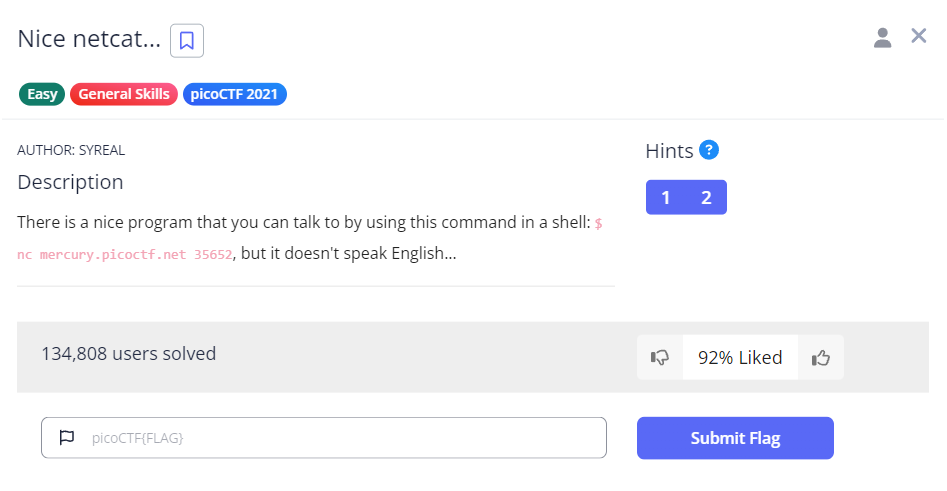 Nice netcat...
Easy General Skills picoCTF 2021
AUTHOR: SYREAL
Description
There is a nice program that you can talk to by using this command in a shell: $
nc mercury.picoctf.net 35652, but it doesn't speak English...
Hints ?
1 2
134,808 users solved
92% Liked
picoCTF{FLAG}
Submit Flag